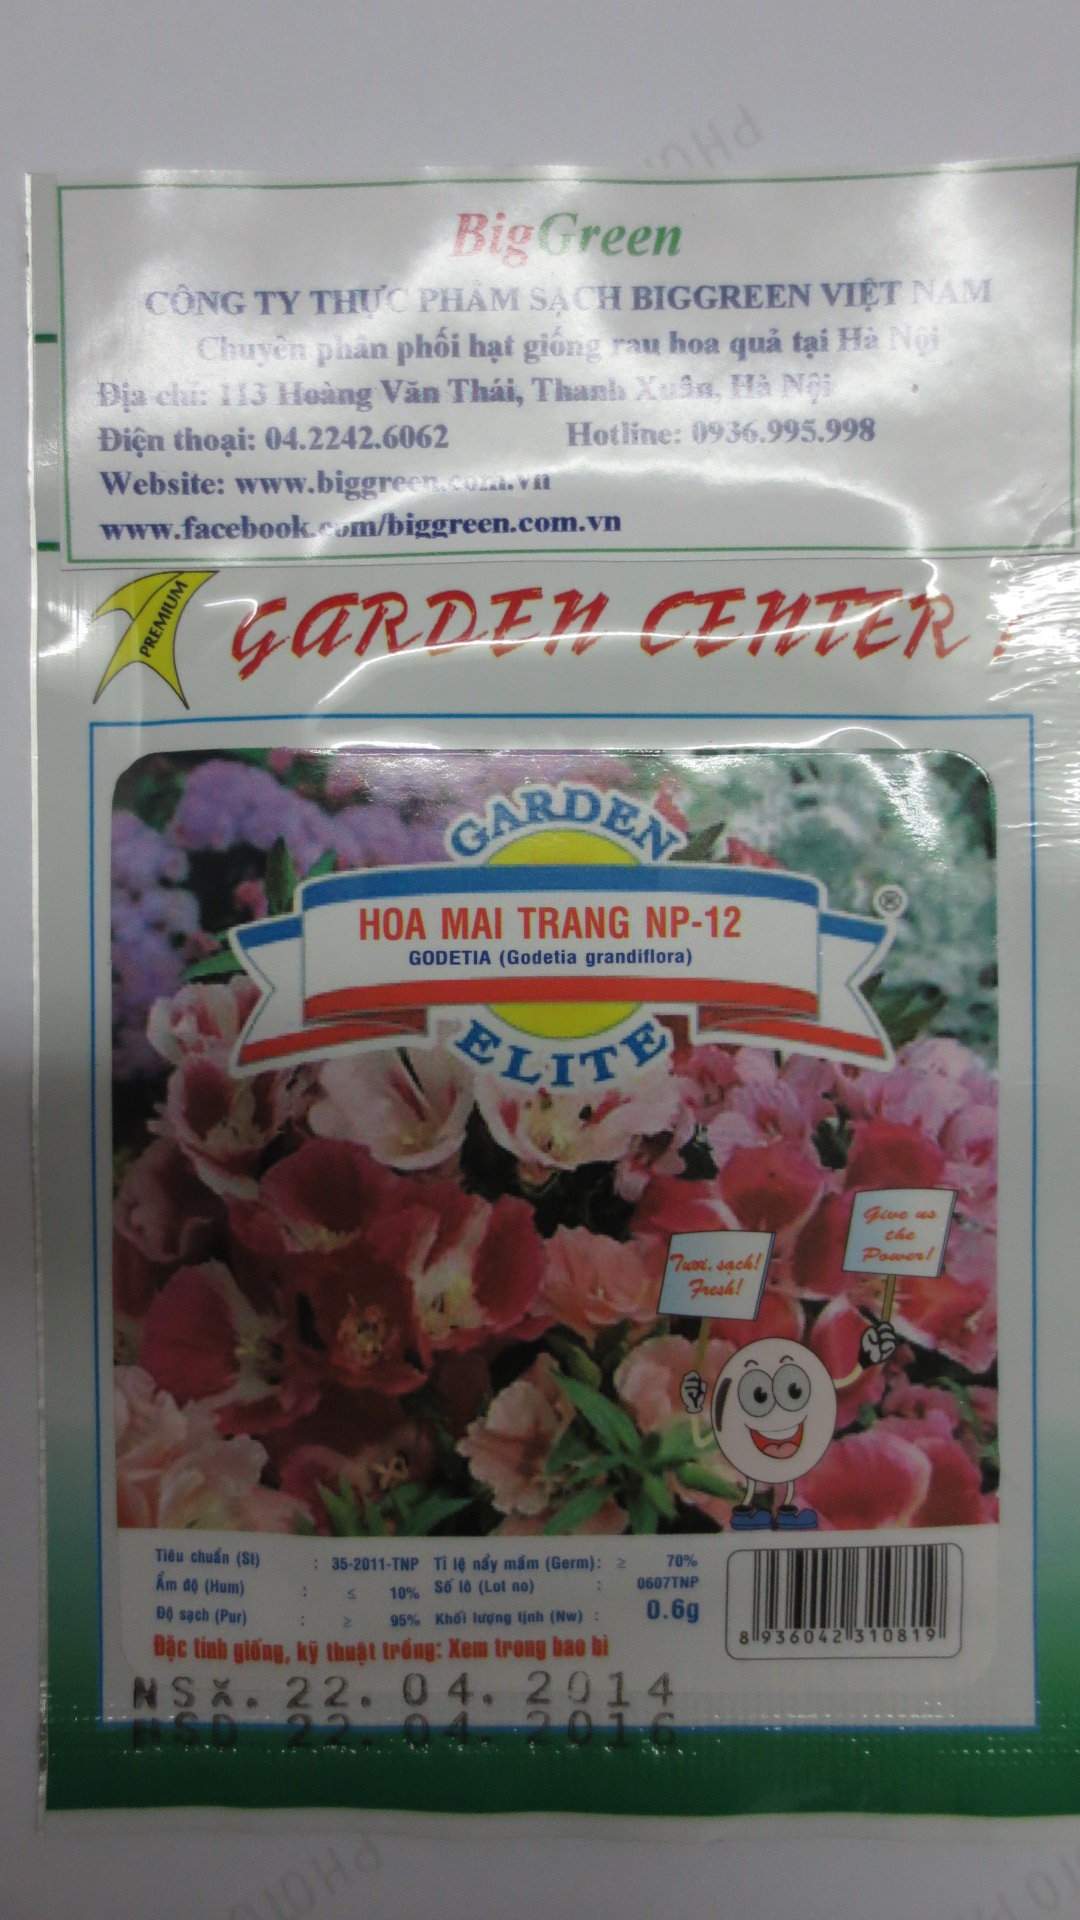 BigGreen
CÔNG TY THỰC PHẨM SẠCH BIGGREEN VIỆT NAM
Chuyên phân phối hạt giống rau hoa quả tại Hà Nội
Địa chỉ: 113 Hoàng Văn Thái, Thanh Xuân, Hà Nội
Điện thoại: 04.2242.6062 Hotline: 0936.995.998
Website: www.biggreen.com.vn
www.facebook.com/biggreen.com.vn
PREMIUM
GARDEN CENTER
GARDEN
®
HOA MAI TRANG NP-12
GODETIA (Godetia grandiflora)
ELITE
Give us
the
Power!
Tươi, sạch!
Fresh!
Tiêu chuẩn (St) : 35-2011-TNP Tỉ lệ nẩy mầm (Germ): ≥ 70%
Ẩm độ (Hum) : ≤ 10% Số lô (Lot no) : 0607TNP
Độ sạch (Pur) : ≥ 95% Khối lượng tịnh (Nw) : 0.6g
8 936042 310819
Đặc tính giống, kỹ thuật trồng: Xem trong bao bì
NSX. 22. 04. 2014
HSD 22. 04. 2016
PHOTO
PHOTO